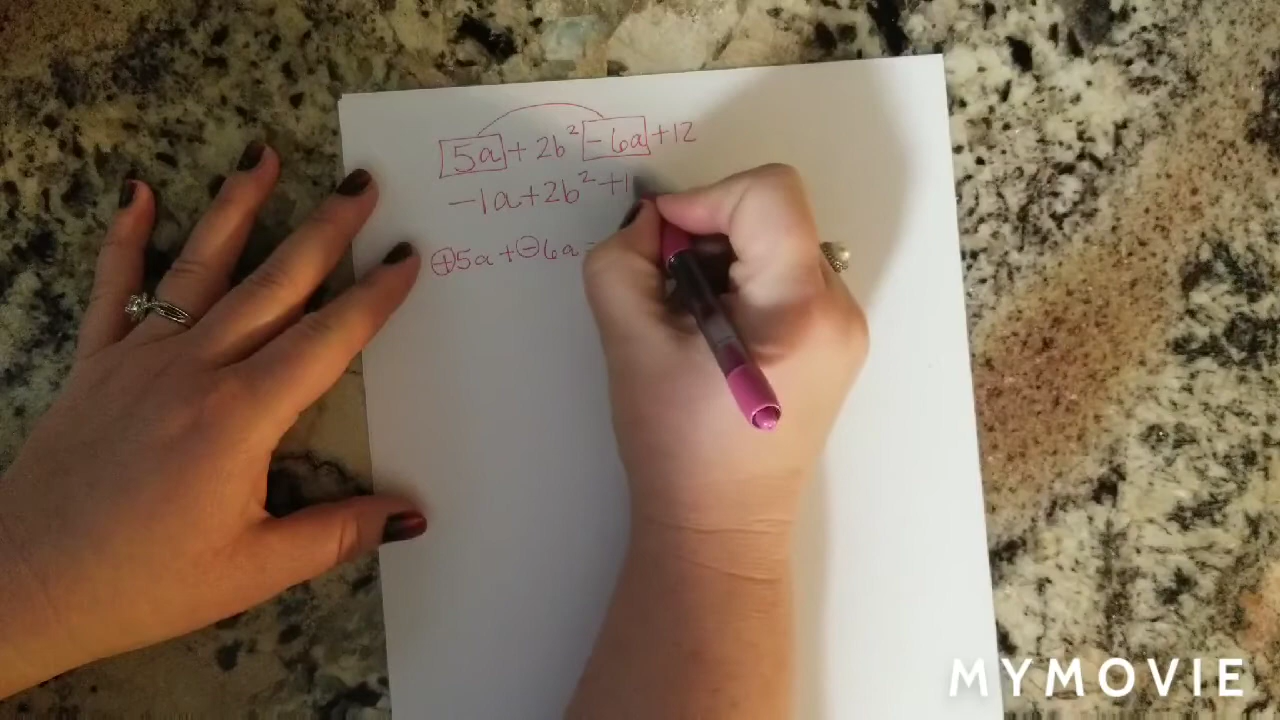 5a + 2b² - 6a + 12
-1a + 2b² + 1
⊕5a + ⊖6a =
MYMOVIE